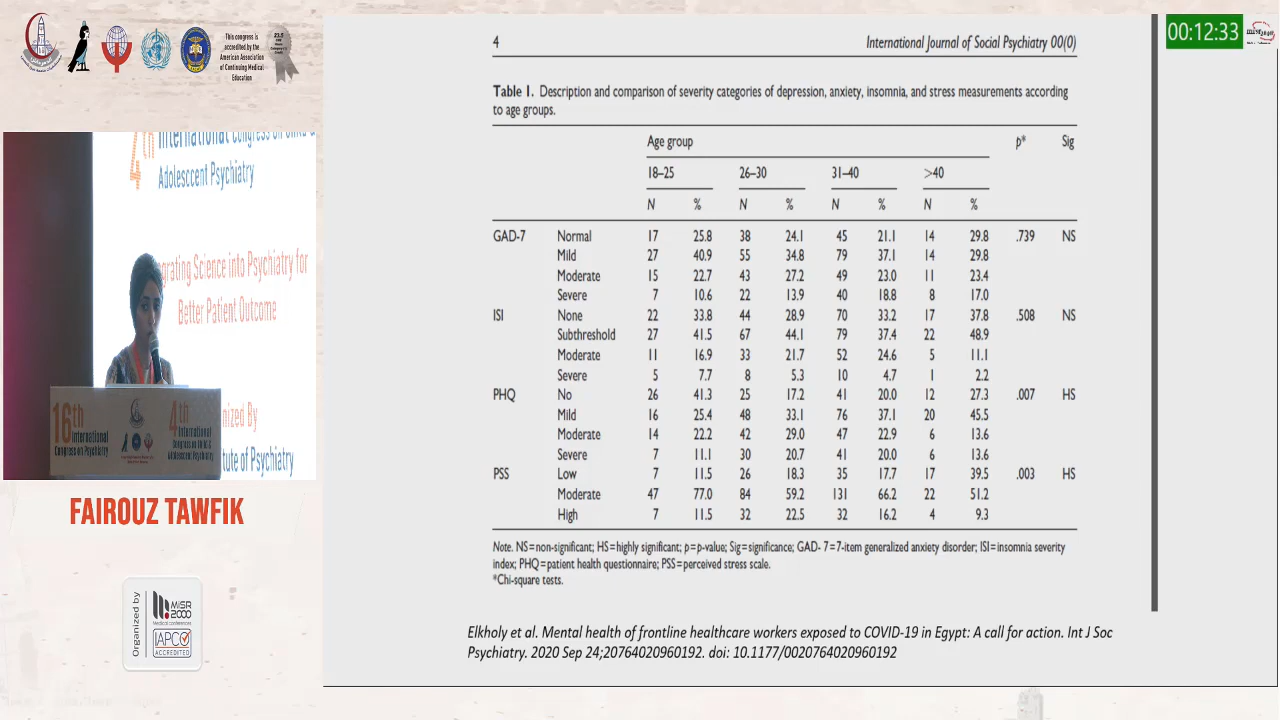 This congress is
accredited by the
American Association
of Continuing Medical
Education
00:12:33
4th International Congress on Child &
Adolesccent Psychiatry
grating Science into Psychiatry for
Better Patient Outcome
nized By
tute of Psychiatry
16th
International
Congress on Psychiatry
4th
International
Congress on Child &
Adolesccent Psychiatry
FAIROUZ TAWFIK
Organized by
MISR
2000
Medical conferences
IAPCO
ACCREDITED
4 International Journal of Social Psychiatry 00(0)
Table 1. Description and comparison of severity categories of depression, anxiety, insomnia, and stress measurements according
to age groups.
Age group p* Sig
18–25 26–30 31–40 >40
N % N % N % N %
GAD-7 Normal 17 25.8 38 24.1 45 21.1 14 29.8 .739 NS
Mild 27 40.9 55 34.8 79 37.1 14 29.8
Moderate 15 22.7 43 27.2 49 23.0 11 23.4
Severe 7 10.6 22 13.9 40 18.8 8 17.0
ISI None 22 33.8 44 28.9 70 33.2 17 37.8 .508 NS
Subthreshold 27 41.5 67 44.1 79 37.4 22 48.9
Moderate 11 16.9 33 21.7 52 24.6 5 11.1
Severe 5 7.7 8 5.3 10 4.7 1 2.2
PHQ No 26 41.3 25 17.2 41 20.0 12 27.3 .007 HS
Mild 16 25.4 48 33.1 76 37.1 20 45.5
Moderate 14 22.2 42 29.0 47 22.9 6 13.6
Severe 7 11.1 30 20.7 41 20.0 6 13.6
PSS Low 7 11.5 26 18.3 35 17.7 17 39.5 .003 HS
Moderate 47 77.0 84 59.2 131 66.2 22 51.2
High 7 11.5 32 22.5 32 16.2 4 9.3
Note. NS=non-significant; HS=highly significant; p=p-value; Sig=significance; GAD- 7=7-item generalized anxiety disorder; ISI=insomnia severity
index; PHQ=patient health questionnaire; PSS=perceived stress scale.
*Chi-square tests.
Elkholy et al. Mental health of frontline healthcare workers exposed to COVID-19 in Egypt: A call for action. Int J Soc
Psychiatry. 2020 Sep 24;20764020960192. doi: 10.1177/0020764020960192